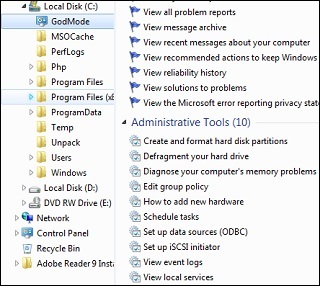 Local Disk (C:)
GodMode
MSOCache
PerfLogs
Php
Program Files
Program Files (x8
ProgramData
Temp
Unpack
Users
Windows
Local Disk (D:)
DVD RW Drive (E:)
Network
Control Panel
Recycle Bin
Adobe Reader 9 Insta
View all problem reports
View message archive
View recent messages about your computer
View recommended actions to keep Windows
View reliability history
View solutions to problems
View the Microsoft error reporting privacy state
Administrative Tools (10)
Create and format hard disk partitions
Defragment your hard drive
Diagnose your computer's memory problems
Edit group policy
How to add new hardware
Schedule tasks
Set up data sources (ODBC)
Set up iSCSI initiator
View event logs
View local services